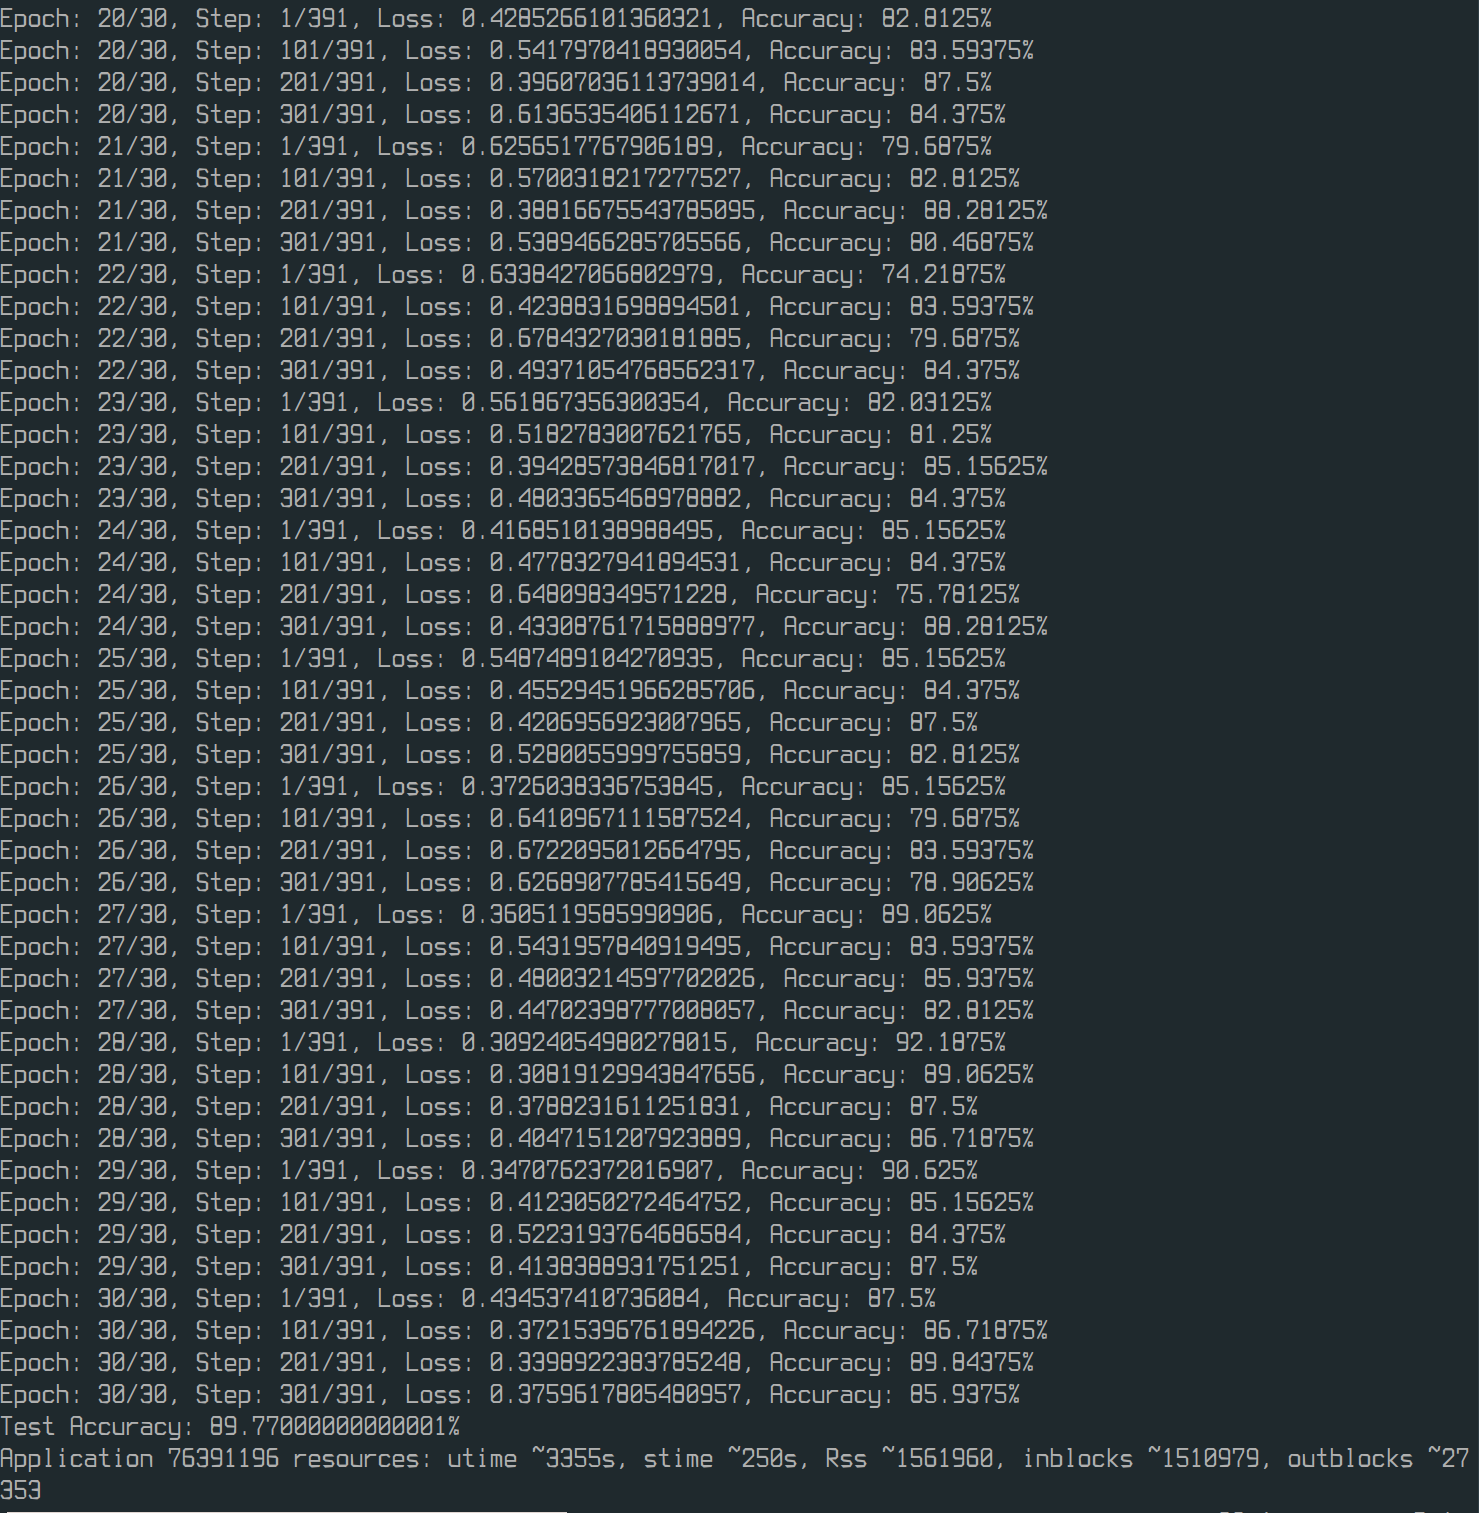 Epoch: 20/30, Step: 1/391, Loss: 0.4285266101360321, Accuracy: 82.8125%
Epoch: 20/30, Step: 101/391, Loss: 0.5417970418930054, Accuracy: 83.59375%
Epoch: 20/30, Step: 201/391, Loss: 0.39607036113739014, Accuracy: 87.5%
Epoch: 20/30, Step: 301/391, Loss: 0.6136535406112671, Accuracy: 84.375%
Epoch: 21/30, Step: 1/391, Loss: 0.6256517767906189, Accuracy: 79.6875%
Epoch: 21/30, Step: 101/391, Loss: 0.5700318217277527, Accuracy: 82.8125%
Epoch: 21/30, Step: 201/391, Loss: 0.38816675543785095, Accuracy: 88.28125%
Epoch: 21/30, Step: 301/391, Loss: 0.5389466285705566, Accuracy: 80.46875%
Epoch: 22/30, Step: 1/391, Loss: 0.6338427066802979, Accuracy: 74.21875%
Epoch: 22/30, Step: 101/391, Loss: 0.4238831698894501, Accuracy: 83.59375%
Epoch: 22/30, Step: 201/391, Loss: 0.6784327030181885, Accuracy: 79.6875%
Epoch: 22/30, Step: 301/391, Loss: 0.49371054768562317, Accuracy: 84.375%
Epoch: 23/30, Step: 1/391, Loss: 0.561867356300354, Accuracy: 82.03125%
Epoch: 23/30, Step: 101/391, Loss: 0.5182783007621765, Accuracy: 81.25%
Epoch: 23/30, Step: 201/391, Loss: 0.39428573846817017, Accuracy: 85.15625%
Epoch: 23/30, Step: 301/391, Loss: 0.4803365468978882, Accuracy: 84.375%
Epoch: 24/30, Step: 1/391, Loss: 0.4168510138988495, Accuracy: 85.15625%
Epoch: 24/30, Step: 101/391, Loss: 0.4778327941894531, Accuracy: 84.375%
Epoch: 24/30, Step: 201/391, Loss: 0.648098349571228, Accuracy: 75.78125%
Epoch: 24/30, Step: 301/391, Loss: 0.43308761715888977, Accuracy: 88.28125%
Epoch: 25/30, Step: 1/391, Loss: 0.5487489104270935, Accuracy: 85.15625%
Epoch: 25/30, Step: 101/391, Loss: 0.45529451966285706, Accuracy: 84.375%
Epoch: 25/30, Step: 201/391, Loss: 0.4206956923007965, Accuracy: 87.5%
Epoch: 25/30, Step: 301/391, Loss: 0.5280055999755859, Accuracy: 82.8125%
Epoch: 26/30, Step: 1/391, Loss: 0.3726038336753845, Accuracy: 85.15625%
Epoch: 26/30, Step: 101/391, Loss: 0.6410967111587524, Accuracy: 79.6875%
Epoch: 26/30, Step: 201/391, Loss: 0.6722095012664795, Accuracy: 83.59375%
Epoch: 26/30, Step: 301/391, Loss: 0.6268907785415649, Accuracy: 78.90625%
Epoch: 27/30, Step: 1/391, Loss: 0.3605119585990906, Accuracy: 89.0625%
Epoch: 27/30, Step: 101/391, Loss: 0.5431957840919495, Accuracy: 83.59375%
Epoch: 27/30, Step: 201/391, Loss: 0.48003214597702026, Accuracy: 85.9375%
Epoch: 27/30, Step: 301/391, Loss: 0.44702398777008057, Accuracy: 82.8125%
Epoch: 28/30, Step: 1/391, Loss: 0.30924054980278015, Accuracy: 92.1875%
Epoch: 28/30, Step: 101/391, Loss: 0.30819129943847656, Accuracy: 89.0625%
Epoch: 28/30, Step: 201/391, Loss: 0.3788231611251831, Accuracy: 87.5%
Epoch: 28/30, Step: 301/391, Loss: 0.4047151207923889, Accuracy: 86.71875%
Epoch: 29/30, Step: 1/391, Loss: 0.3470762372016907, Accuracy: 90.625%
Epoch: 29/30, Step: 101/391, Loss: 0.4123050272464752, Accuracy: 85.15625%
Epoch: 29/30, Step: 201/391, Loss: 0.5223193764686584, Accuracy: 84.375%
Epoch: 29/30, Step: 301/391, Loss: 0.4138388931751251, Accuracy: 87.5%
Epoch: 30/30, Step: 1/391, Loss: 0.434537410736084, Accuracy: 87.5%
Epoch: 30/30, Step: 101/391, Loss: 0.37215396761894226, Accuracy: 86.71875%
Epoch: 30/30, Step: 201/391, Loss: 0.3398922383785248, Accuracy: 89.84375%
Epoch: 30/30, Step: 301/391, Loss: 0.3759617805480957, Accuracy: 85.9375%
Test Accuracy: 89.77000000000001%
Application 76391196 resources: utime ~3355s, stime ~250s, Rss ~1561960, inblocks ~1510979, outblocks ~27
353